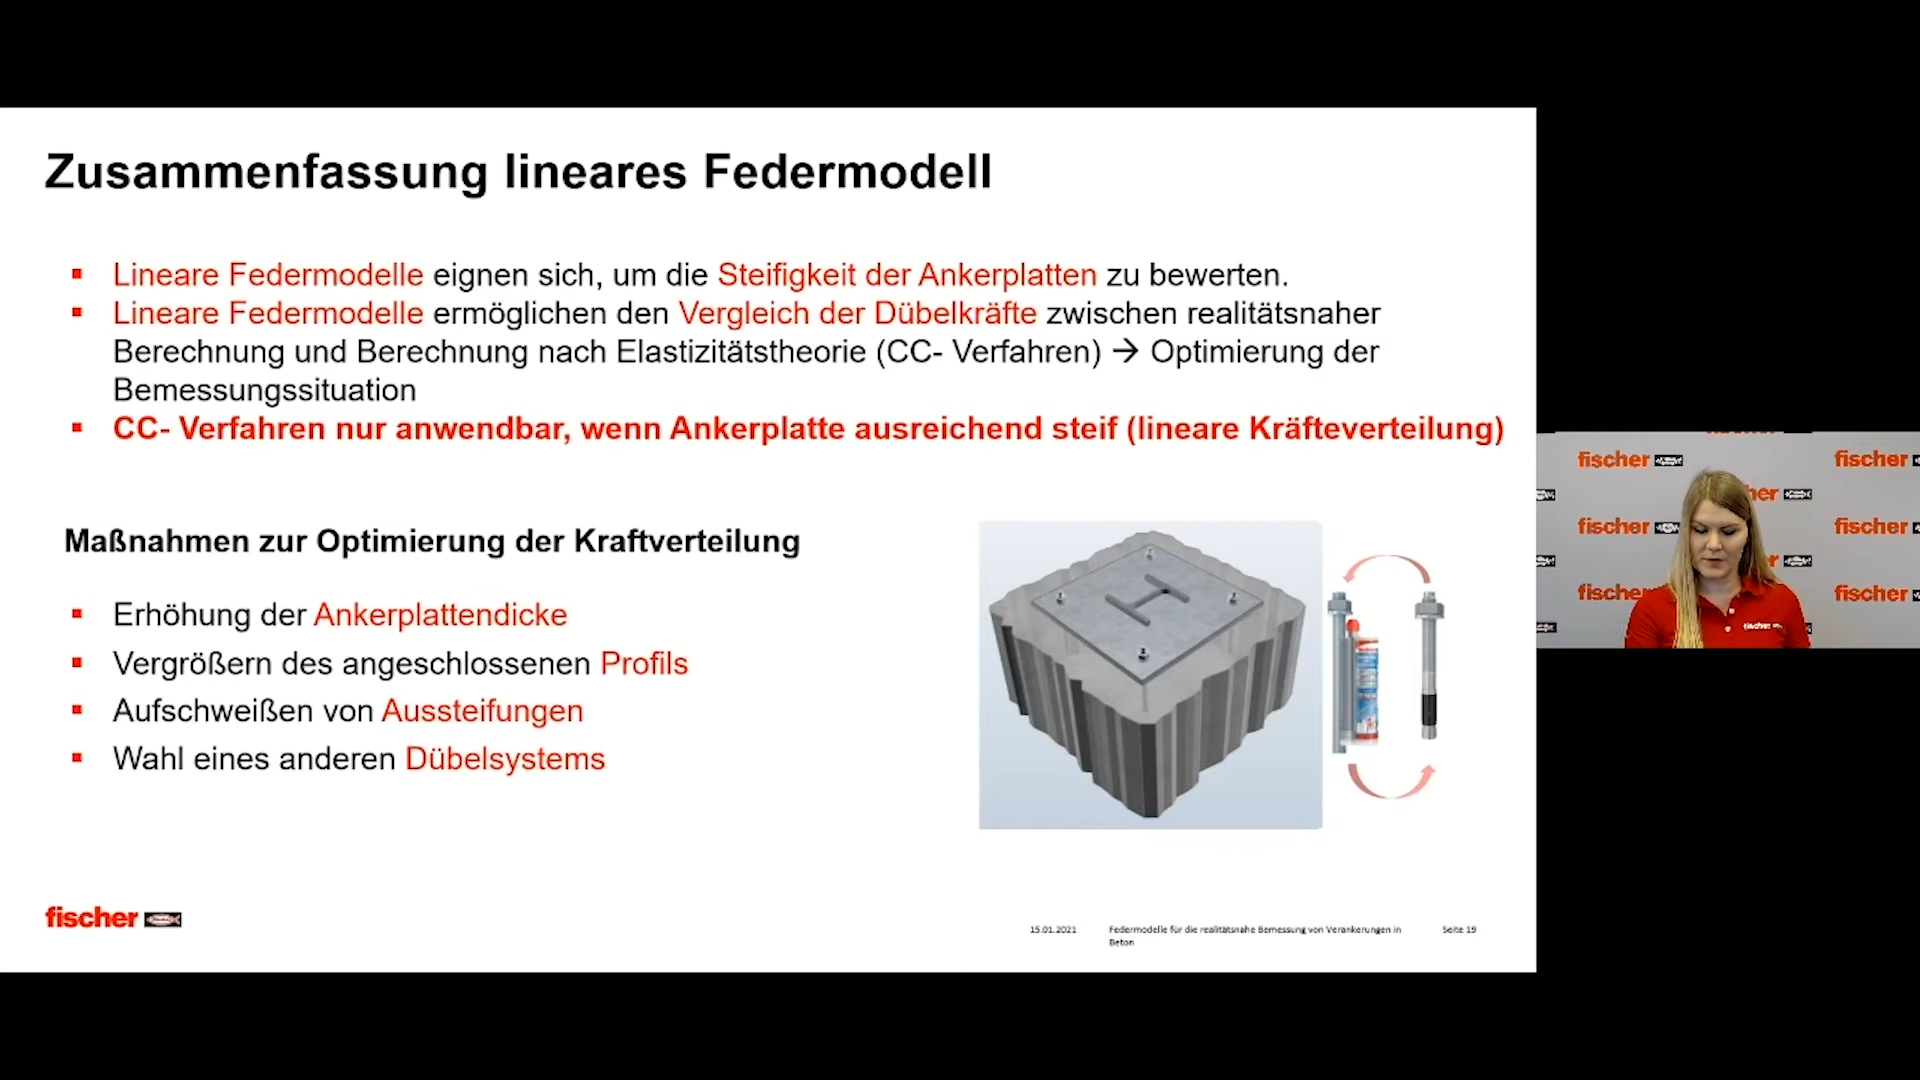 Zusammenfassung lineares Federmodell
Lineare Federmodelle eignen sich, um die Steifigkeit der Ankerplatten zu bewerten.
Lineare Federmodelle ermöglichen den Vergleich der Dübelkräfte zwischen realitätsnaher
Berechnung und Berechnung nach Elastizitätstheorie (CC- Verfahren) → Optimierung der
Bemessungssituation
CC- Verfahren nur anwendbar, wenn Ankerplatte ausreichend steif (lineare Kräfteverteilung)
Maßnahmen zur Optimierung der Kraftverteilung
Erhöhung der Ankerplattendicke
Vergrößern des angeschlossenen Profils
Aufschweißen von Aussteifungen
Wahl eines anderen Dübelsystems
fischer
15.01.2021
Federmodelle für die realitätsnahe Bemessung von Verankerungen in
Beton
Seite 19
fischer
fischer
her
fischer
fischer
fischer
fischer
fischer